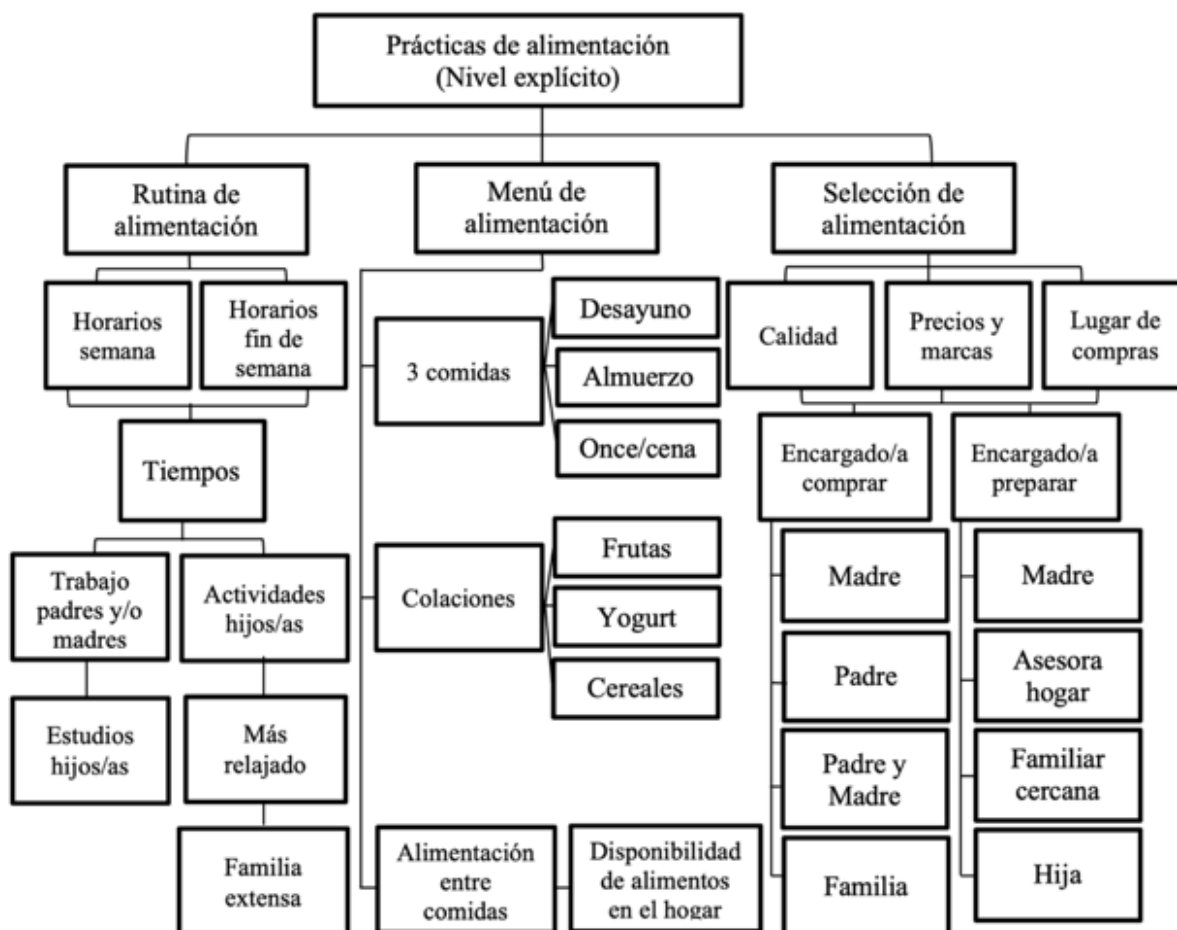 Prácticas de alimentación
(Nivel explícito)
Rutina de
alimentación
Menú de
alimentación
Selección de
alimentación
Horarios
semana
Horarios
fin de
semana
Tiempos
Trabajo
padres y/o
madres
Actividades
hijos/as
Estudios
hijos/as
Más
relajado
Familia
extensa
3 comidas
Desayuno
Almuerzo
Once/cena
Colaciones
Frutas
Yogurt
Cereales
Alimentación
entre
comidas
Disponibilidad
de alimentos
en el hogar
Calidad
Precios y
marcas
Lugar de
compras
Encargado/a
comprar
Encargado/a
preparar
Madre
Padre
Padre y
Madre
Familia
Madre
Asesora
hogar
Familiar
cercana
Hija